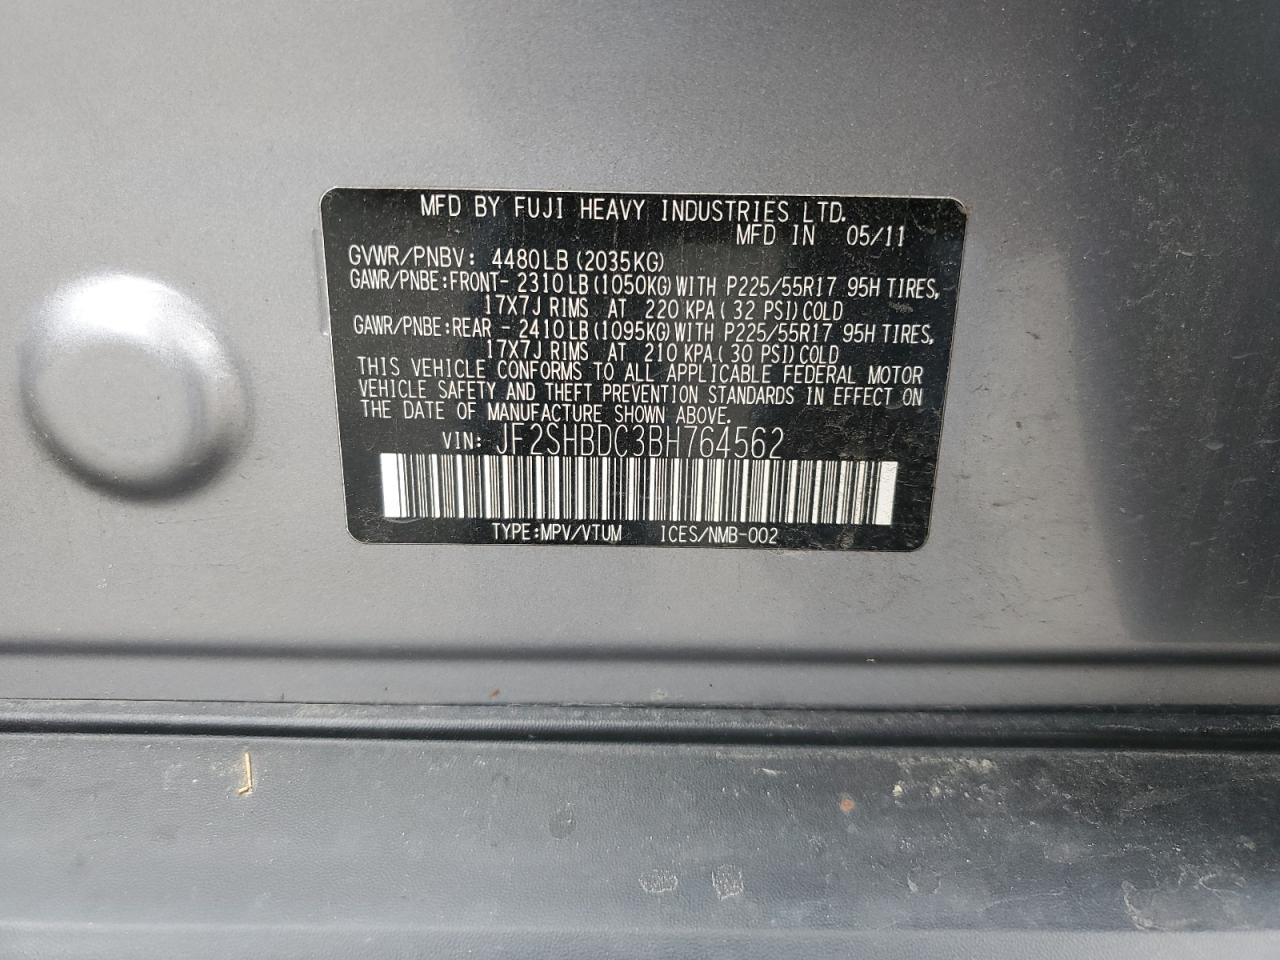 MFD BY FUJI HEAVY INDUSTRIES LTD.
MFD IN 05/11
GVWR/PNBV: 4480LB (2035KG)
GAWR/PNBE:FRONT- 2310LB(1050KG)WITH P225/55R17 95H TIRES,
17X7J RIMS AT 220 KPA( 32 PSI)COLD
GAWR/PNBE:REAR - 2410LB(1095KG)WITH P225/55R17 95H TIRES,
17X7J RIMS AT 210 KPA( 30 PSI)COLD
THIS VEHICLE CONFORMS TO ALL APPLICABLE FEDERAL MOTOR
VEHICLE SAFETY AND THEFT PREVENTION STANDARDS IN EFFECT ON
THE DATE OF MANUFACTURE SHOWN ABOVE.
VIN: JF2SHBDC3BH764562
TYPE:MPV/VTUM ICES/NMB-002